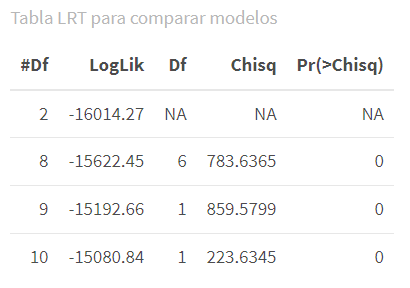 Tabla LRT para comparar modelos
#Df LogLik Df Chisq Pr(>Chisq)
2 -16014.27 NA NA NA
8 -15622.45 6 783.6365 0
9 -15192.66 1 859.5799 0
10 -15080.84 1 223.6345 0